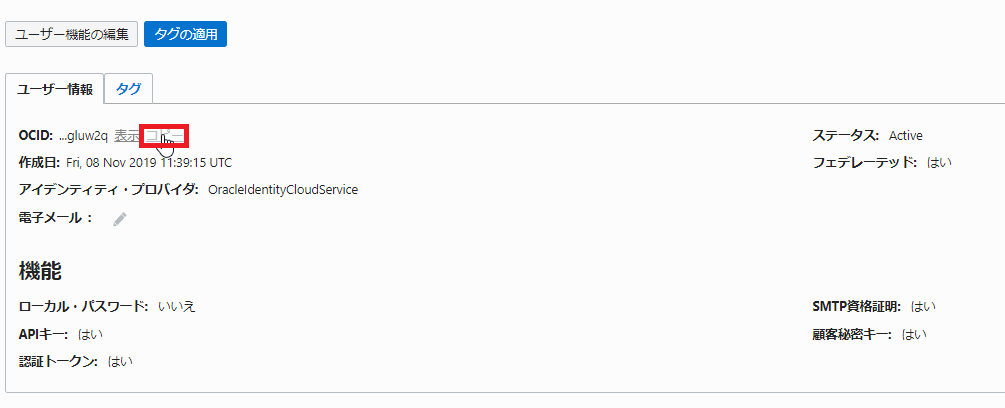 ユーザー機能の編集 タグの適用
ユーザー情報 タグ
OCID: ...gluw2q 表示 コピー ステータス: Active
作成日: Fri, 08 Nov 2019 11:39:15 UTC フェデレーテッド: はい
アイデンティティ・プロバイダ: OracleIdentityCloudService
電子メール :
機能
ローカル・パスワード: いいえ SMTP資格証明: はい
APIキー: はい 顧客秘密キー: はい
認証トークン: はい